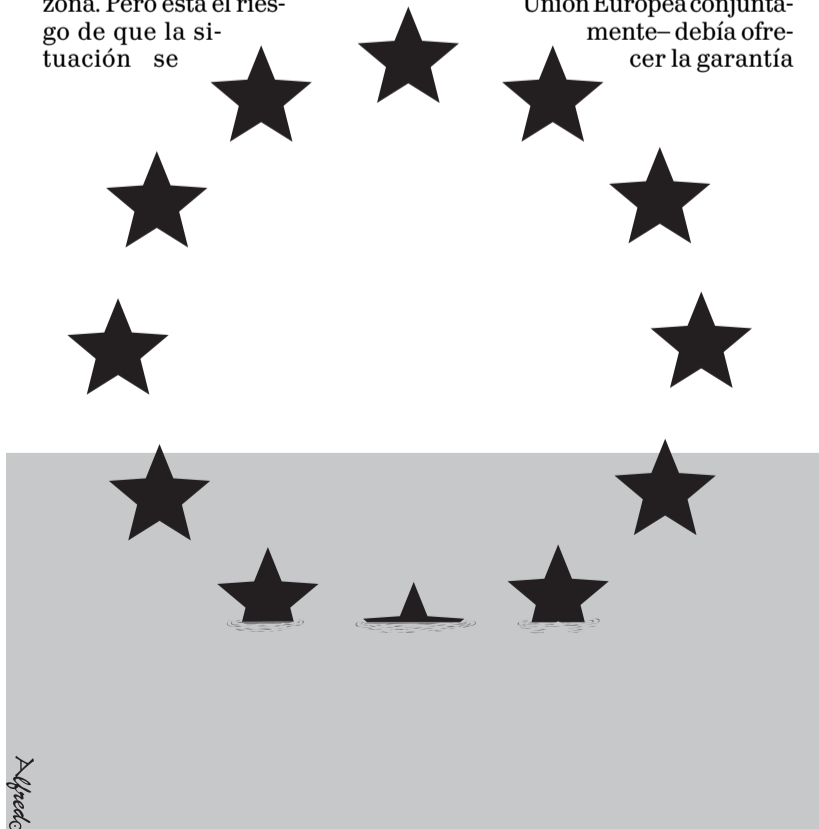 zona. Pero está el ries-
go de que la si-
tuación se
Unión Europea conjunta-
mente– debía ofre-
cer la garantía
Alfredo